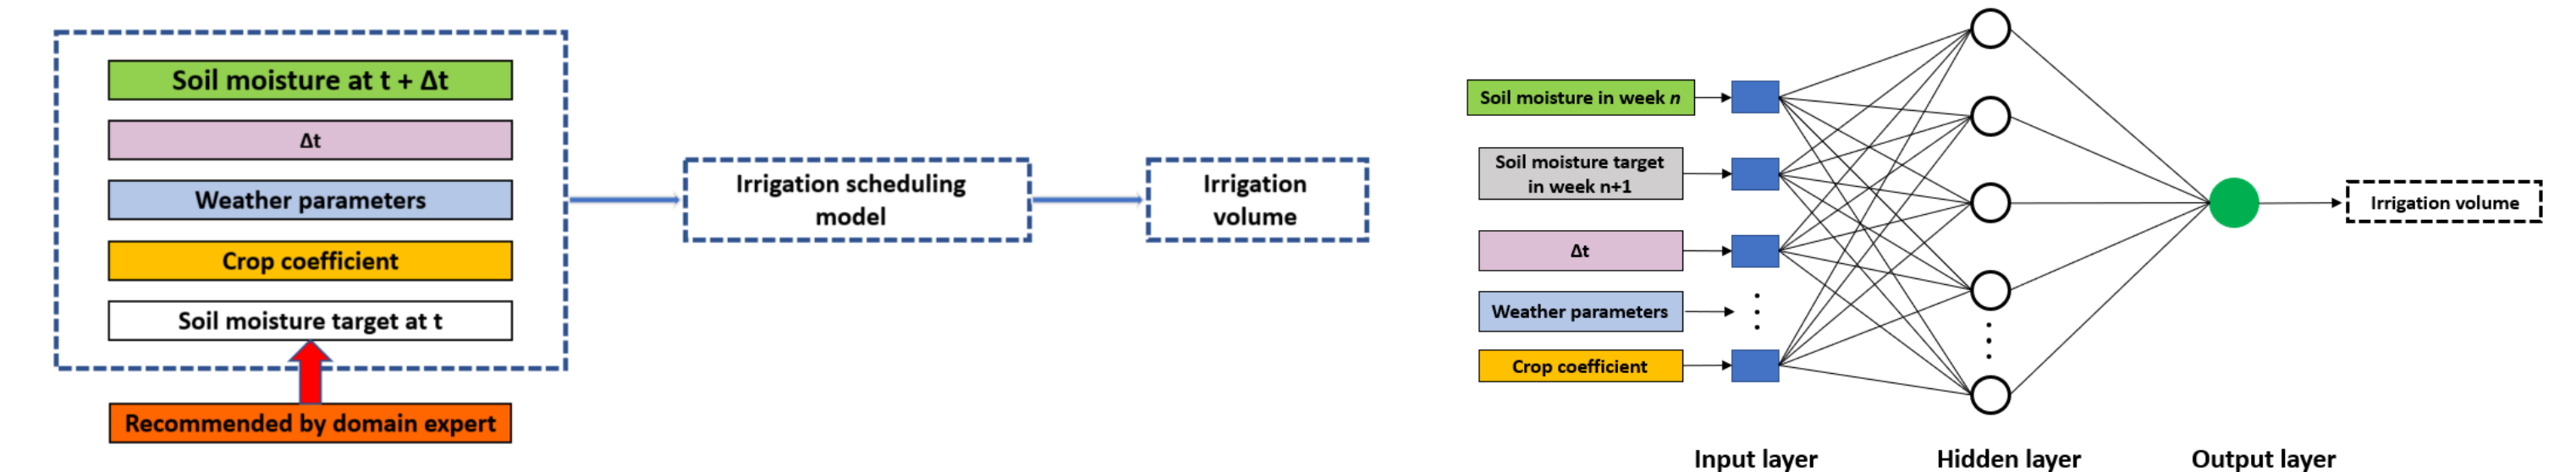 Soil moisture at t + Δt
Δt
Weather parameters
Crop coefficient
Soil moisture target at t
Recommended by domain expert
Irrigation scheduling
model
Irrigation
volume
Soil moisture in week n
Soil moisture target
in week n+1
Δt
Weather parameters
Crop coefficient
Input layer
Hidden layer
Output layer
Irrigation volume